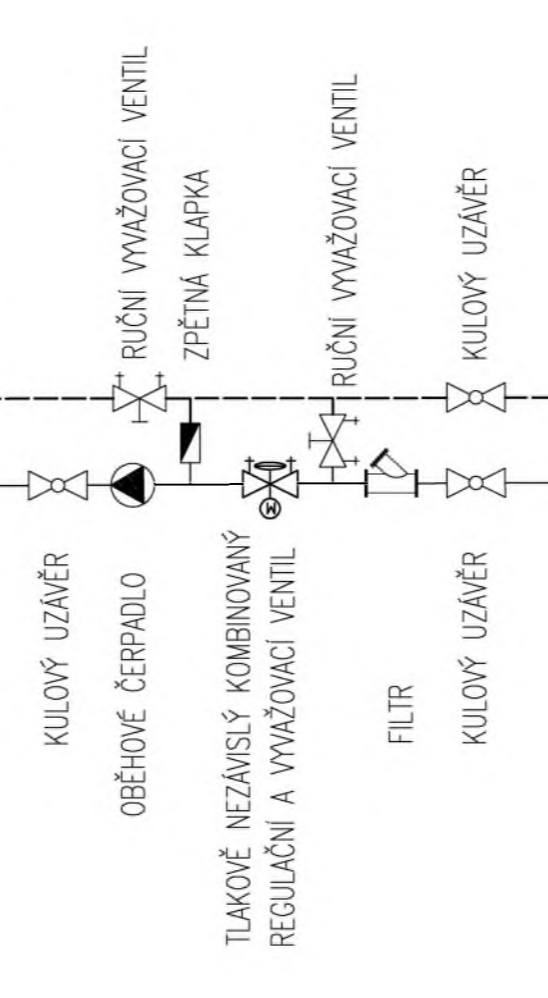 KULOVÝ UZÁVĚR
OBĚHOVÉ ČERPADLO
TLAKOVĚ NEZÁVISLÝ KOMBINOVANÝ
REGULAČNÍ A VYVAŽOVACÍ VENTIL
FILTR
KULOVÝ UZÁVĚR
RUČNÍ VYVAŽOVACÍ VENTIL
ZPĚTNÁ KLAPKA
RUČNÍ VYVAŽOVACÍ VENTIL
KULOVÝ UZÁVĚR
M